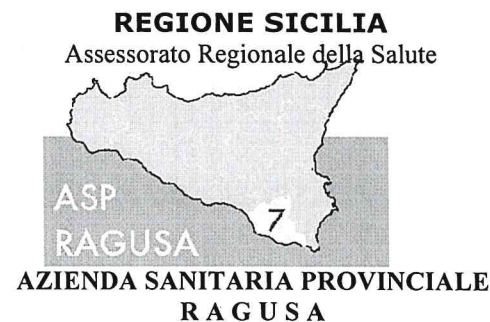 REGIONE SICILIA
Assessorato Regionale della Salute
ASP
RAGUSA
7
AZIENDA SANITARIA PROVINCIALE
RAGUSA